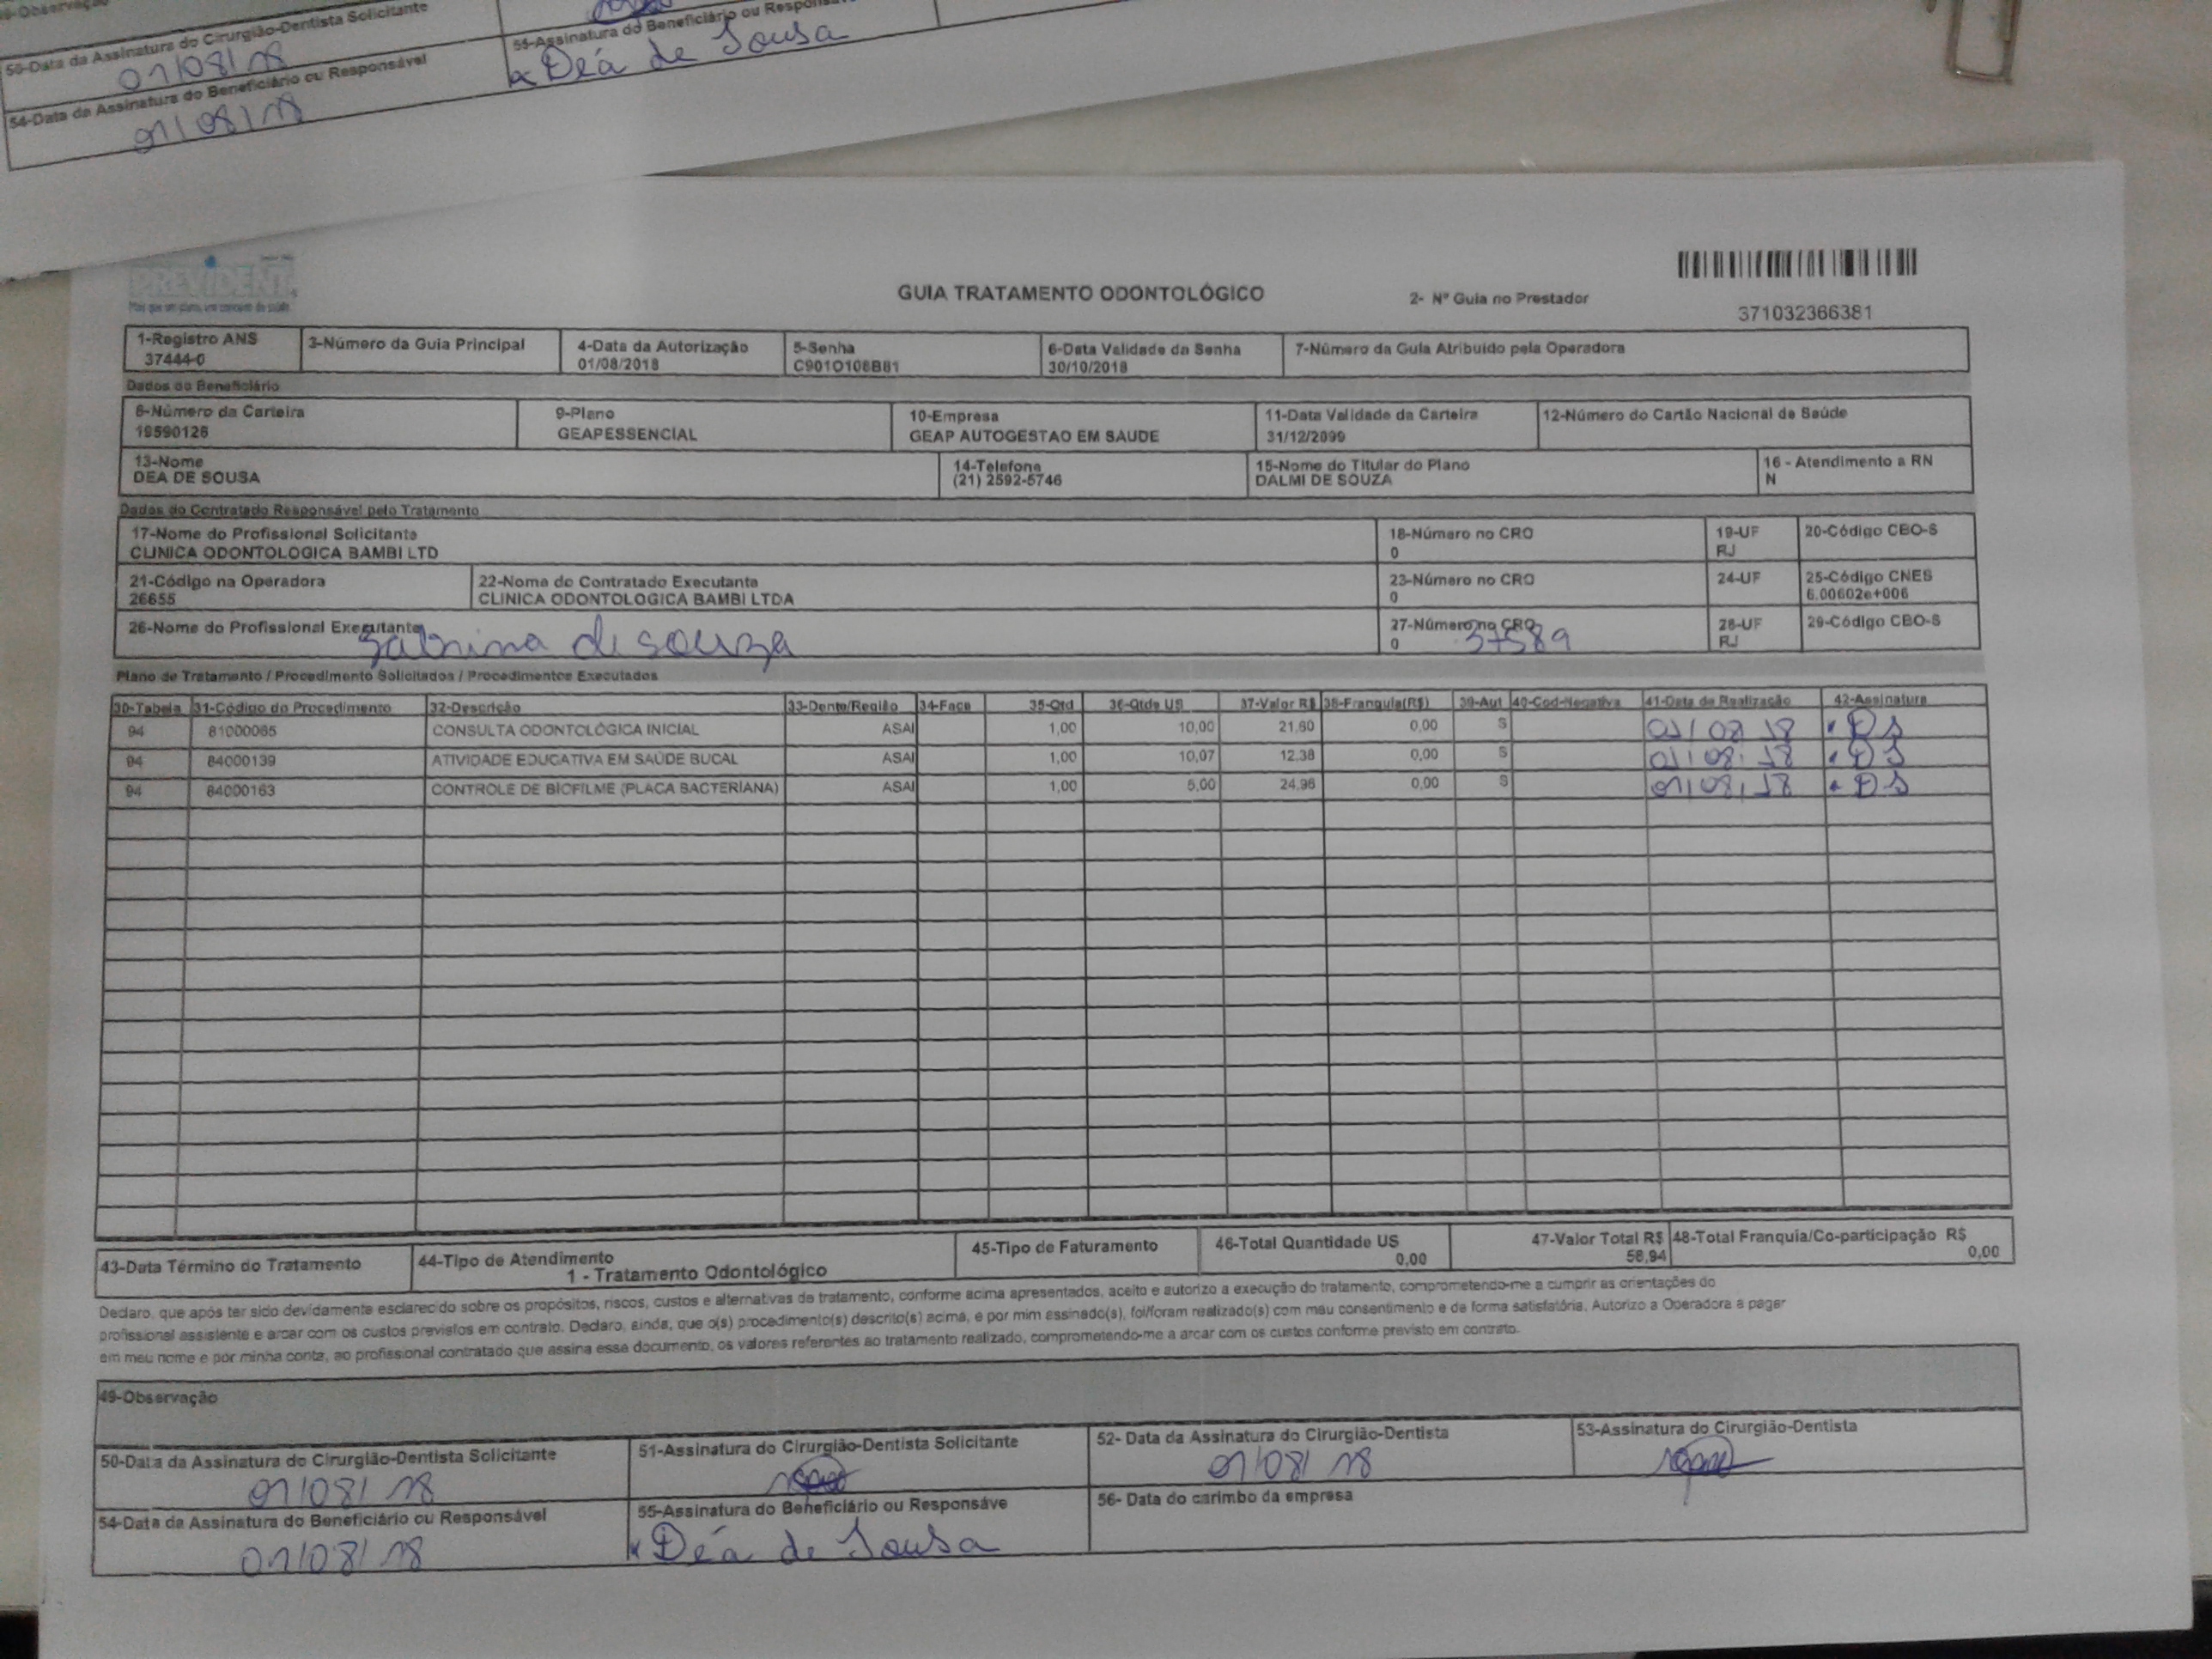 50-Data da Assinatura do Cirurgião-Dentista Solicitante
01/08/18
55-Assinatura do Beneficiário ou
Déa de Sousa
54-Data da Assinatura do Beneficiário ou Responsável
01/08/18
PREVIDENT
GUIA TRATAMENTO ODONTOLÓGICO
2- Nº Guia no Prestador
371032366381
1-Registro ANS
37444-0
3-Número da Guia Principal
4-Data da Autorização
01/08/2018
5-Senha
6-Data Validade da Senha
30/10/2018
7-Número da Guia Atribuido pela Operadora
Dados do Beneficiário
8-Número da Carteira
19590126
9-Plano
GEAPESSENCIAL
10-Empresa
GEAP AUTOGESTAO EM SAUDE
11-Data Validade da Carteira
31/12/2099
12-Número do Cartão Nacional de Saúde
13-Nome
DEA DE SOUSA
14-Telefone
(21) 2592-5746
15-Nome do Titular do Plano
DALMI DE SOUZA
16 - Atendimento a RN
N
Dados do Contratado Responsável pelo Tratamento
17-Nome do Profissional Solicitante
CLINICA ODONTOLOGICA BAMBI LTD
18-Número no CRO
0
19-UF
RJ
20-Código CBO-S
21-Código na Operadora
26655
22-Nome do Contratado Executante
CLINICA ODONTOLOGICA BAMBI LTDA
23-Número no CRO
0
24-UF
25-Código CNES
6.00602e+006
26-Nome do Profissional Executante
Sabrina de souza
27-Número no CRO
0 37589
28-UF
RJ
29-Código CBO-S
Plano de Tratamento / Procedimento Solicitados / Procedimentos Executados
30-Tabela 31-Código do Procedimento 32-Descrição 33-Dente/Região 34-Face 35-Qtd 36-Qtde US 37-Valor R$ 38-Franquia(R$) 39-Aut 40-Cod-Negativa 41-Data de Realização 42-Assinatura
94 81000065 CONSULTA ODONTOLÓGICA INICIAL ASAI 1,00 10,00 21,60 0,00 S 01/08/18 DS
94 84000139 ATIVIDADE EDUCATIVA EM SAÚDE BUCAL ASAI 1,00 10,07 12,38 0,00 S 01/08/18 DS
94 84000163 CONTROLE DE BIOFILME (PLACA BACTERIANA) ASAI 1,00 5,00 24,96 0,00 S 01/08/18 DS
43-Data Término do Tratamento
44-Tipo de Atendimento
1 - Tratamento Odontológico
45-Tipo de Faturamento
46-Total Quantidade US
0,00
47-Valor Total R$
58,94
48-Total Franquia/Co-participação R$
0,00
Declaro, que após ter sido devidamente esclarecido sobre os propósitos, riscos, custos e alternativas de tratamento, conforme acima apresentados, aceito e autorizo a execução do tratamento, comprometendo-me a cumprir as orientações do
profissional assistente e arcar com os custos previstos em contrato. Declaro, ainda, que o(s) procedimento(s) descrito(s) acima, e por mim assinado(s), foi/foram realizado(s) com meu consentimento e de forma satisfatória. Autorizo a Operadora a pagar
em meu nome e por minha conta, ao profissional contratado que assina esse documento, os valores referentes ao tratamento realizado, comprometendo-me a arcar com os custos conforme previsto em contrato.
49-Observação
50-Data da Assinatura do Cirurgião-Dentista Solicitante
01/08/18
51-Assinatura do Cirurgião-Dentista Solicitante
52- Data da Assinatura do Cirurgião-Dentista
01/08/18
53-Assinatura do Cirurgião-Dentista
54-Data da Assinatura do Beneficiário ou Responsável
01/08/18
55-Assinatura do Beneficiário ou Responsáve
Déa de Sousa
56- Data do carimbo da empresa